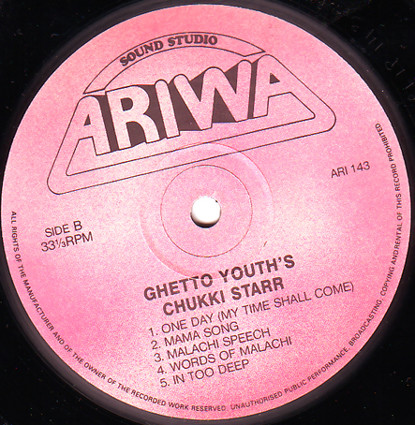 SOUND STUDIO
ARIWA
ARI 143
SIDE B
33⅓RPM
GHETTO YOUTH'S
CHUKKI STARR
1. ONE DAY (MY TIME SHALL COME)
2. MAMA SONG
3. MALACHI SPEECH
4. WORDS OF MALACHI
5. IN TOO DEEP
ALL RIGHTS OF THE MANUFACTURER AND OF THE OWNER OF THE RECORDED WORK RESERVED. UNAUTHORISED PUBLIC PERFORMANCE, BROADCASTING, COPYING AND RENTAL OF THIS RECORD PROHIBITED.